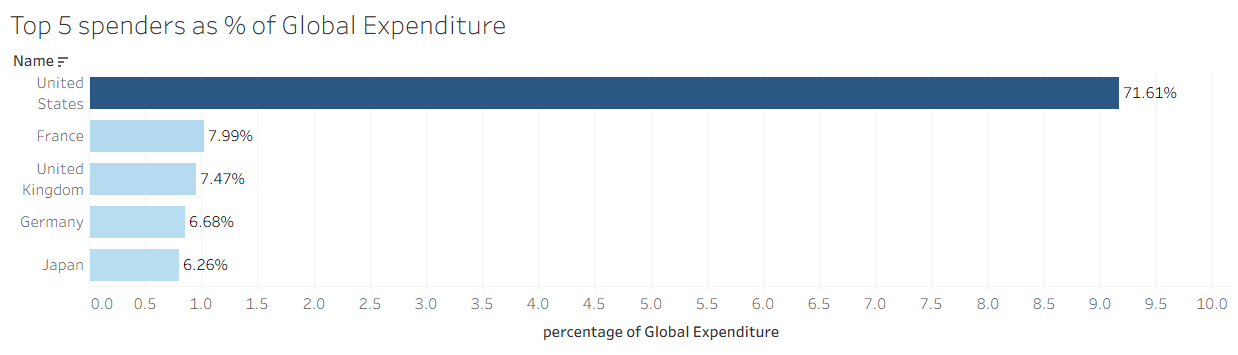 Top 5 spenders as % of Global Expenditure
Name
United
States
71.61%
France
7.99%
United
Kingdom
7.47%
Germany
6.68%
Japan
6.26%
0.0 0.5 1.0 1.5 2.0 2.5 3.0 3.5 4.0 4.5 5.0 5.5 6.0 6.5 7.0 7.5 8.0 8.5 9.0 9.5 10.0
percentage of Global Expenditure